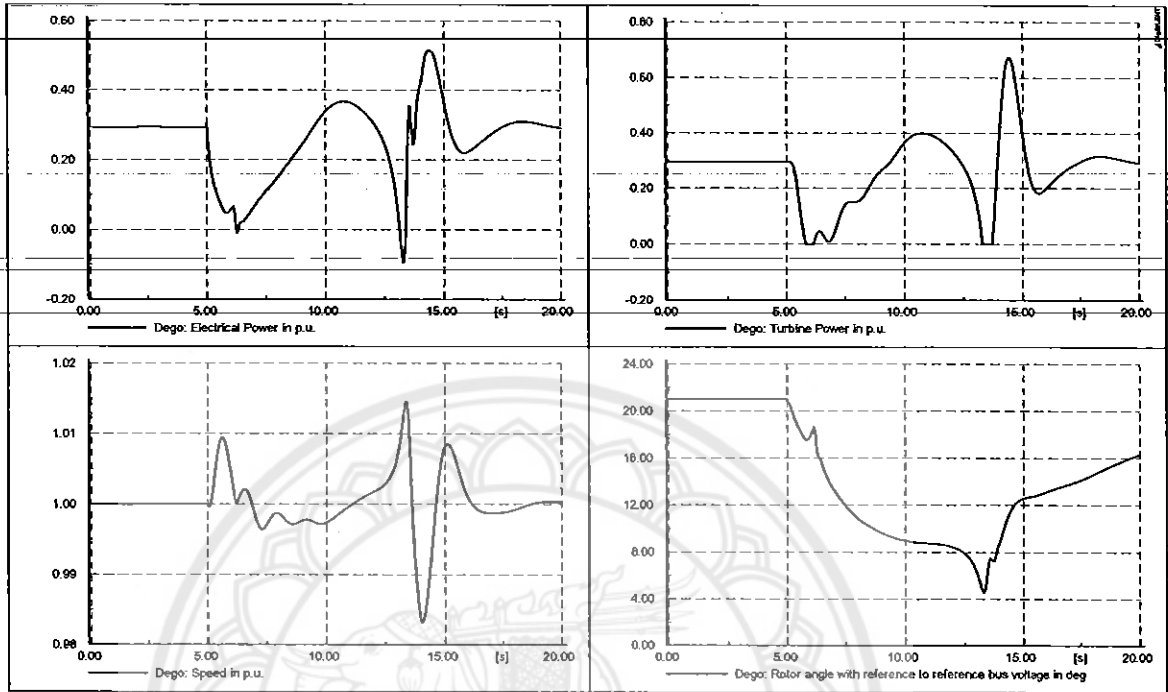 0.60
0.40
0.20
0.00
-0.20
0.00 5.00 10.00 15.00 [s] 20.00
Dego: Electrical Power in p.u.
DIgSILENT
0.80
0.60
0.40
0.20
0.00
-0.20
0.00 5.00 10.00 15.00 [s] 20.00
Dego: Turbine Power in p.u.
1.02
1.01
1.00
0.99
0.98
0.00 5.00 10.00 15.00 [s] 20.00
Dego: Speed in p.u.
24.00
20.00
16.00
12.00
8.00
4.00
0.00
0.00 5.00 10.00 15.00 [s] 20.00
Dego: Rotor angle with reference to reference bus voltage in deg